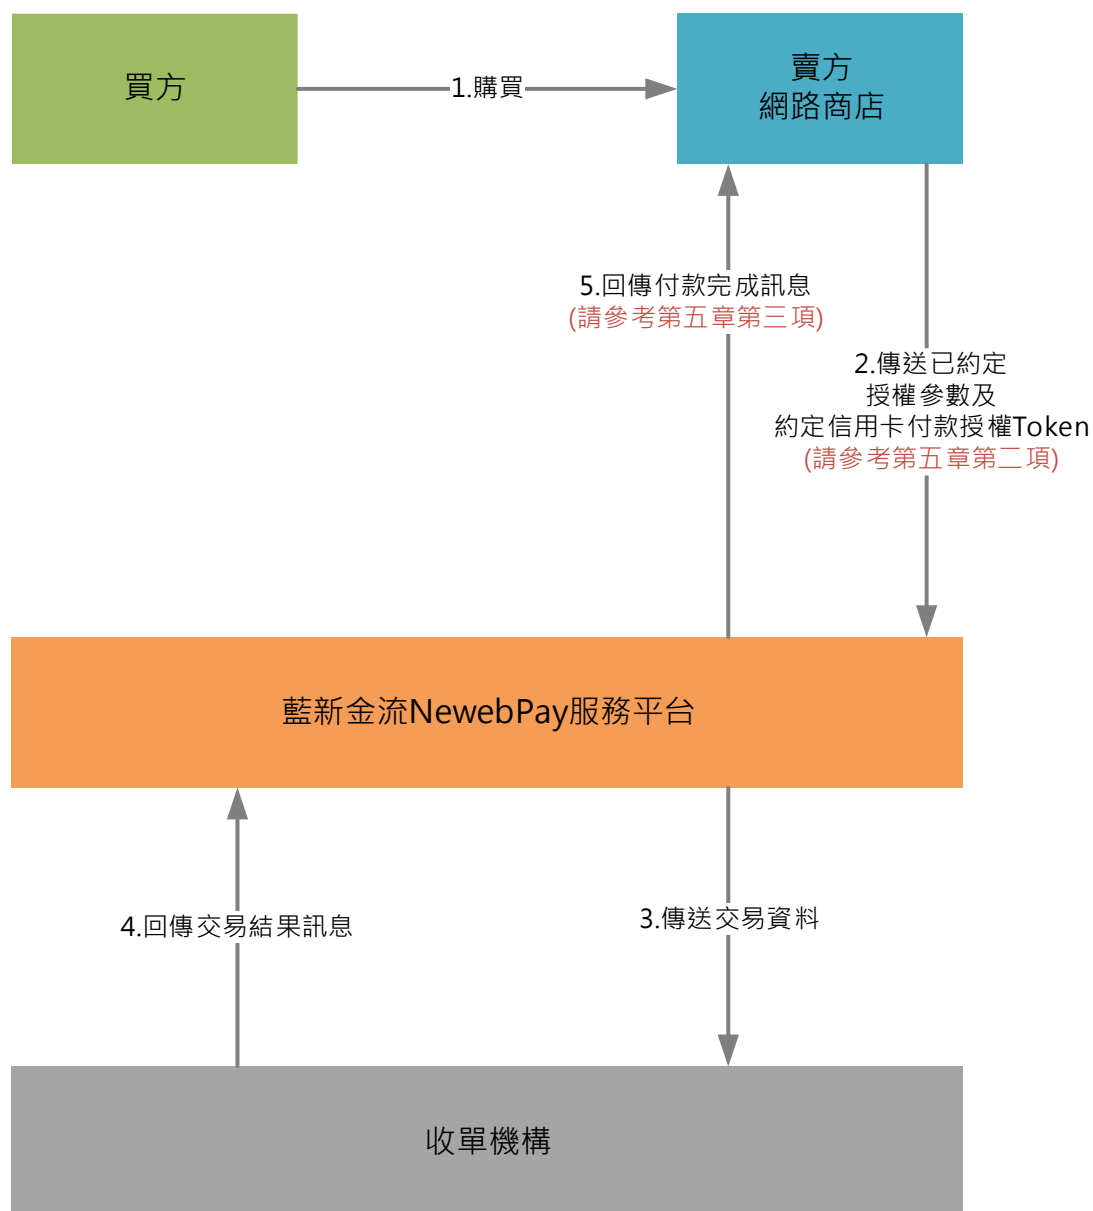 買方
1.購買
賣方
網路商店
5.回傳付款完成訊息
(請參考第五章第三項)
2.傳送已約定
授權參數及
約定信用卡付款授權Token
(請參考第五章第二項)
藍新金流NewebPay服務平台
4.回傳交易結果訊息
3.傳送交易資料
收單機構